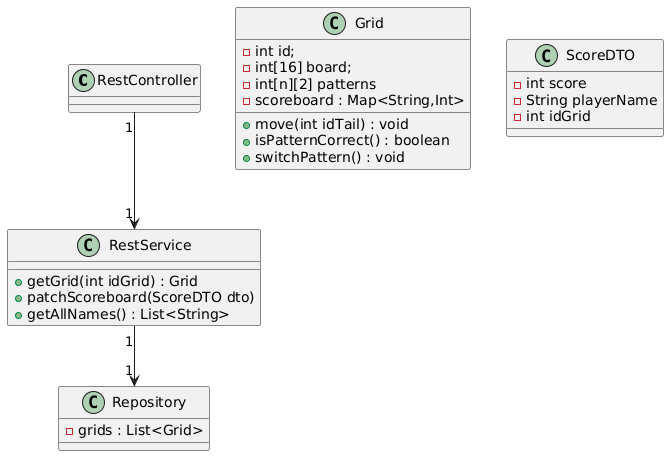 C RestController
1
1
C RestService
getGrid(int idGrid) : Grid
patchScoreboard(ScoreDTO dto)
getAllNames() : List<String>
1
1
C Repository
grids : List<Grid>
C Grid
int id;
int[16] board;
int[n][2] patterns
scoreboard : Map<String,Int>
move(int idTail) : void
isPatternCorrect() : boolean
switchPattern() : void
C ScoreDTO
int score
String playerName
int idGrid